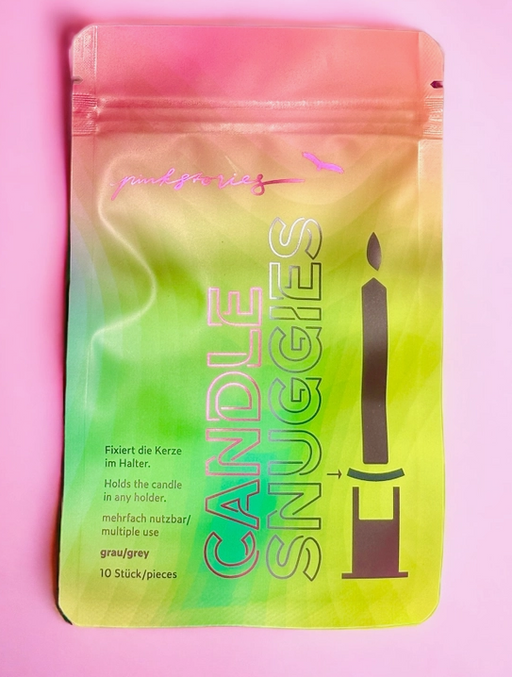 pinkstories
CANDLE
SNUGGIES
Fixiert die Kerze
im Halter.
Holds the candle
in any holder.
mehrfach nutzbar/
multiple use
grau/grey
10 Stück/pieces